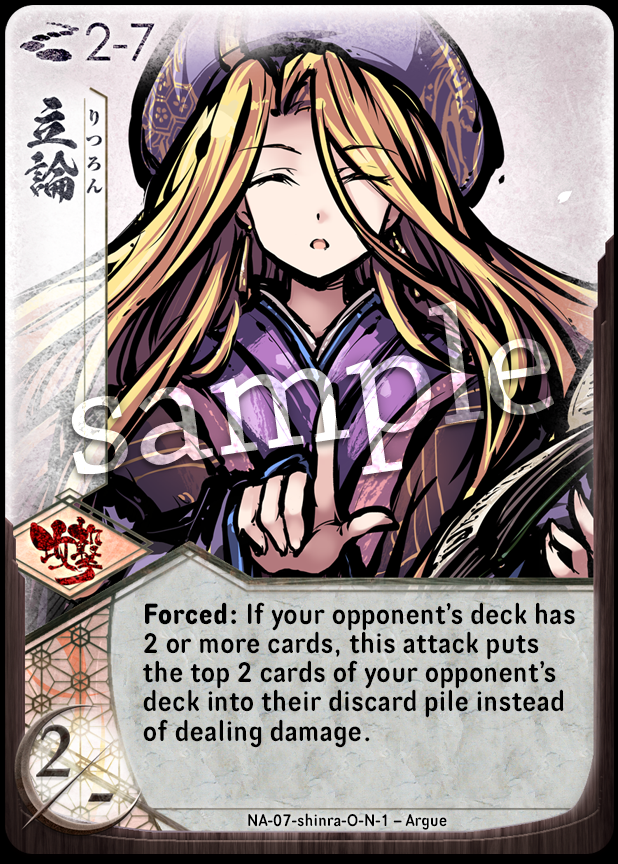 2-7
立論
りつろん
sample
攻撃
Forced: If your opponent's deck has
2 or more cards, this attack puts
the top 2 cards of your opponent's
deck into their discard pile instead
of dealing damage.
2/-
NA-07-shinra-O-N-1 – Argue